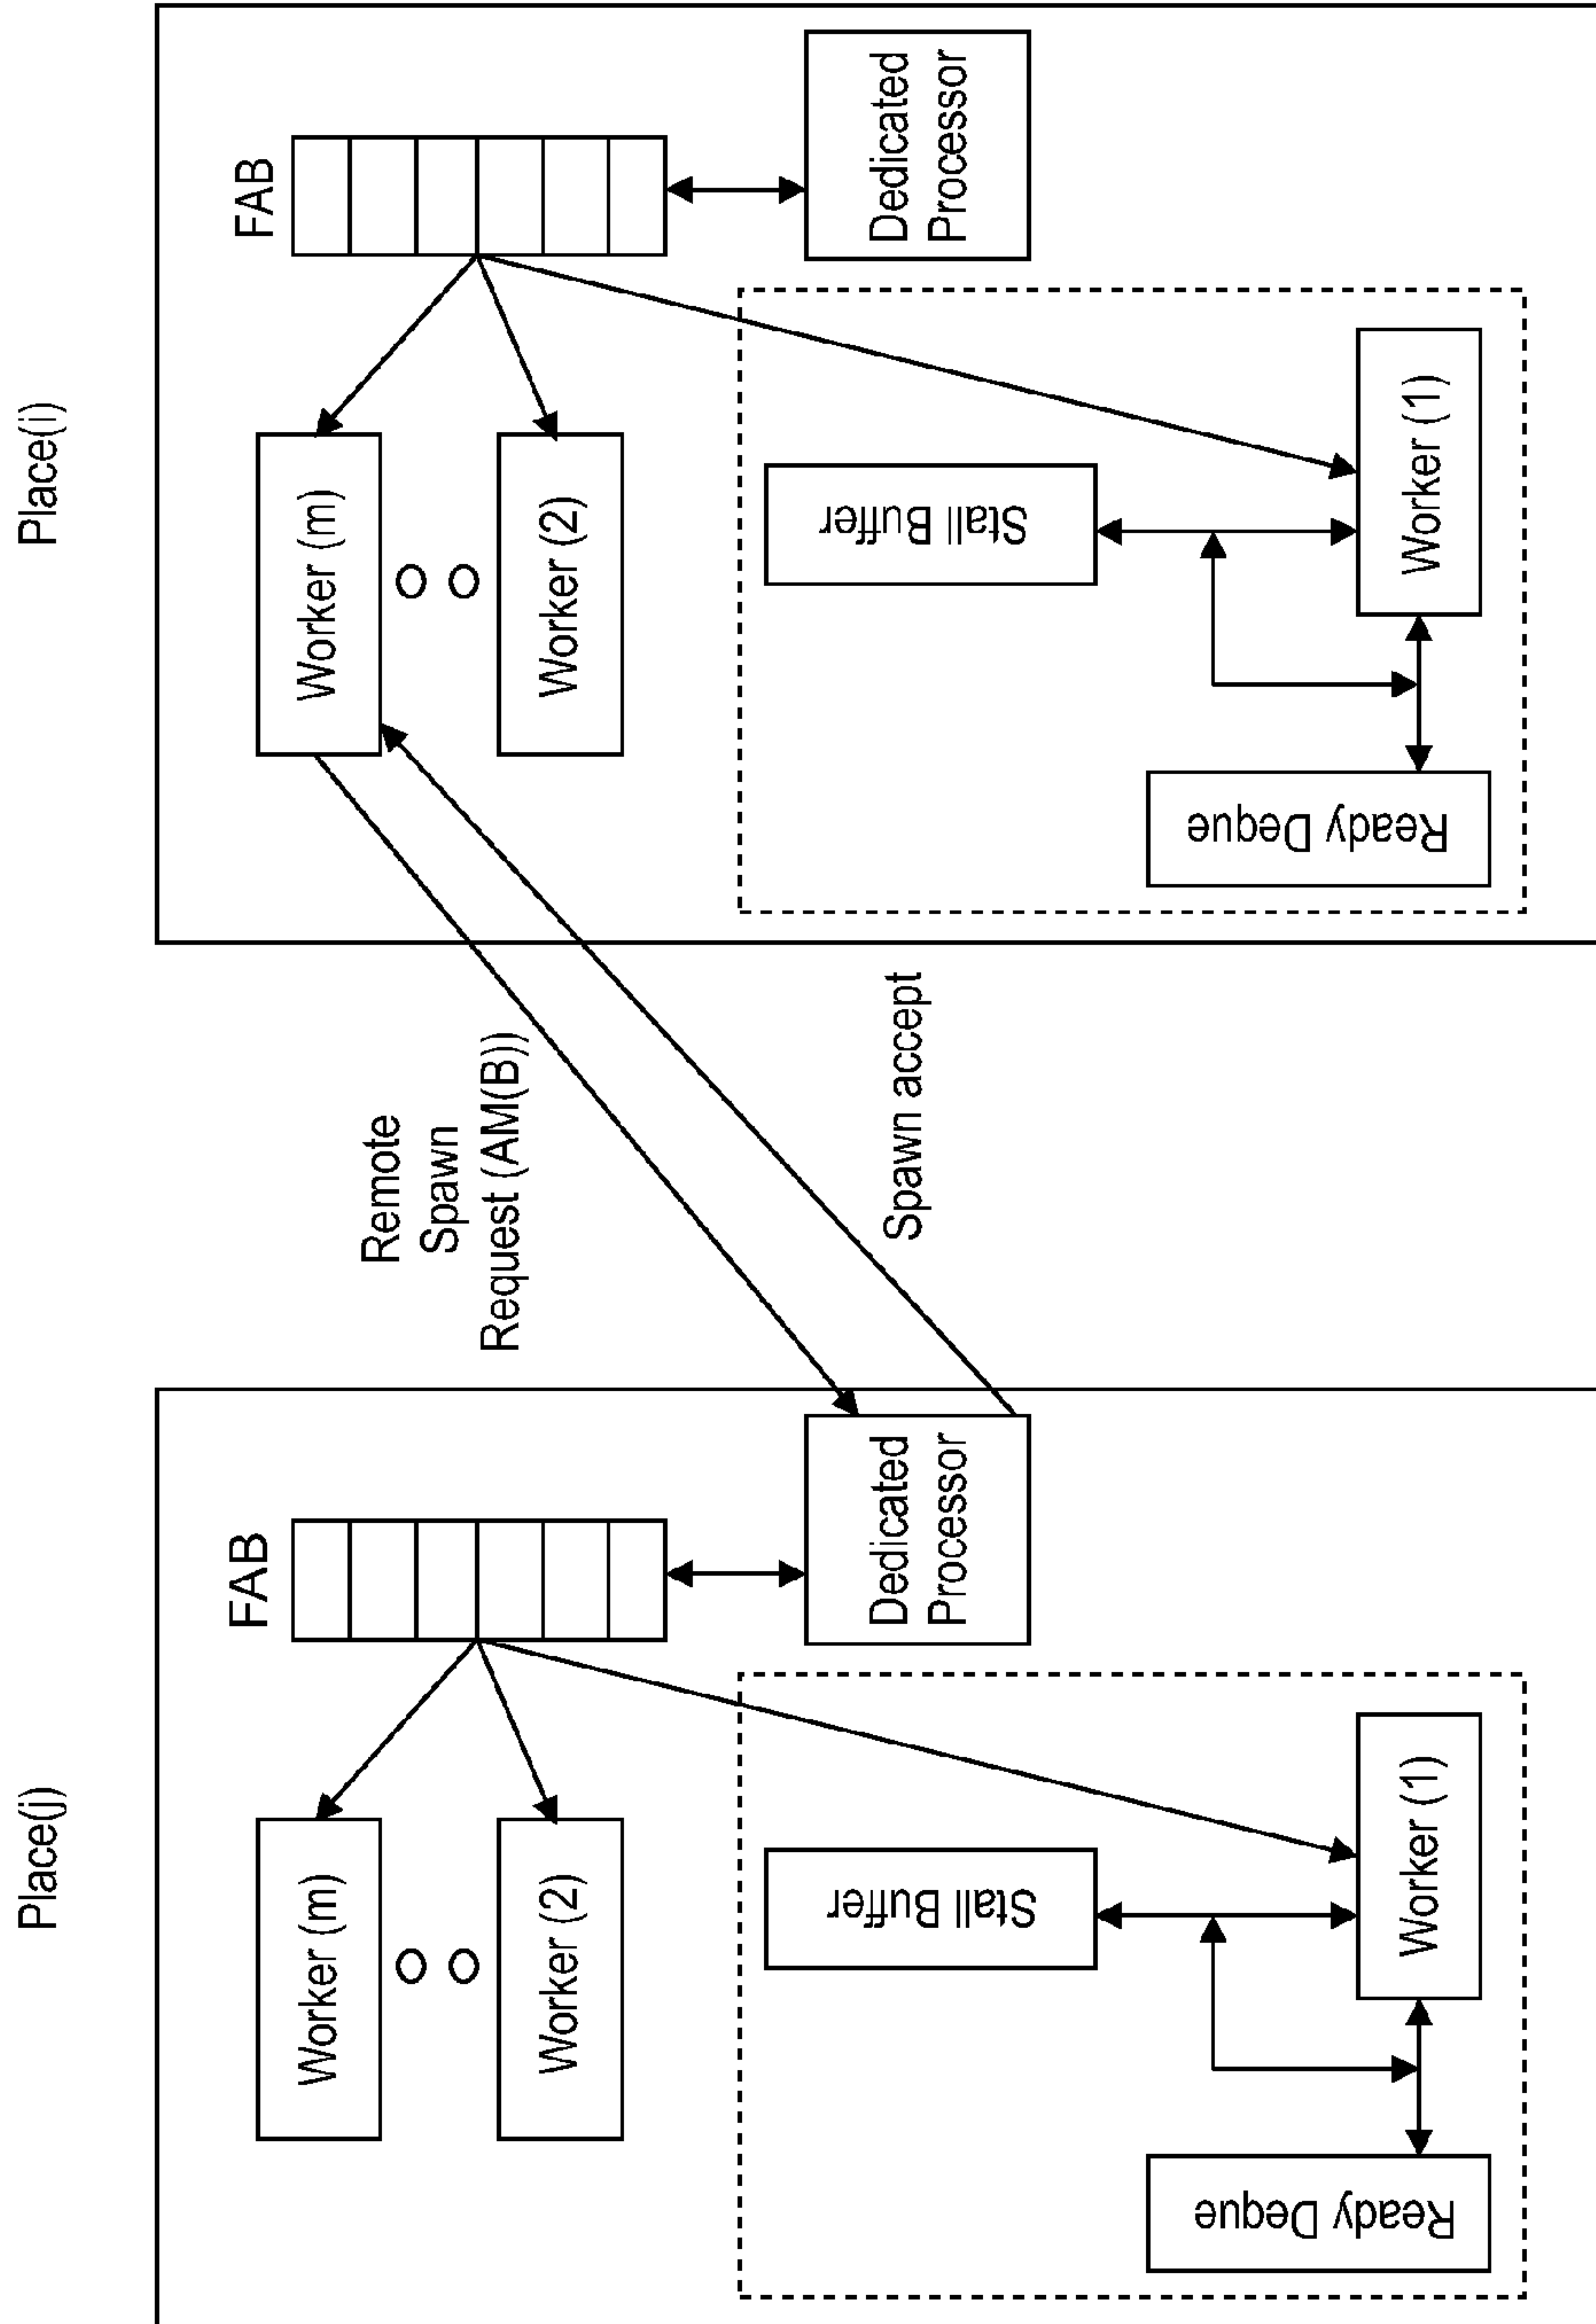 Place(j)
FAB
Worker (m)
Worker (2)
Dedicated
Processor
Stall Buffer
Ready Deque
Worker (1)
Remote
Spawn
Request (AM(B))
Spawn accept
Place(i)
FAB
Worker (m)
Worker (2)
Dedicated
Processor
Stall Buffer
Ready Deque
Worker (1)